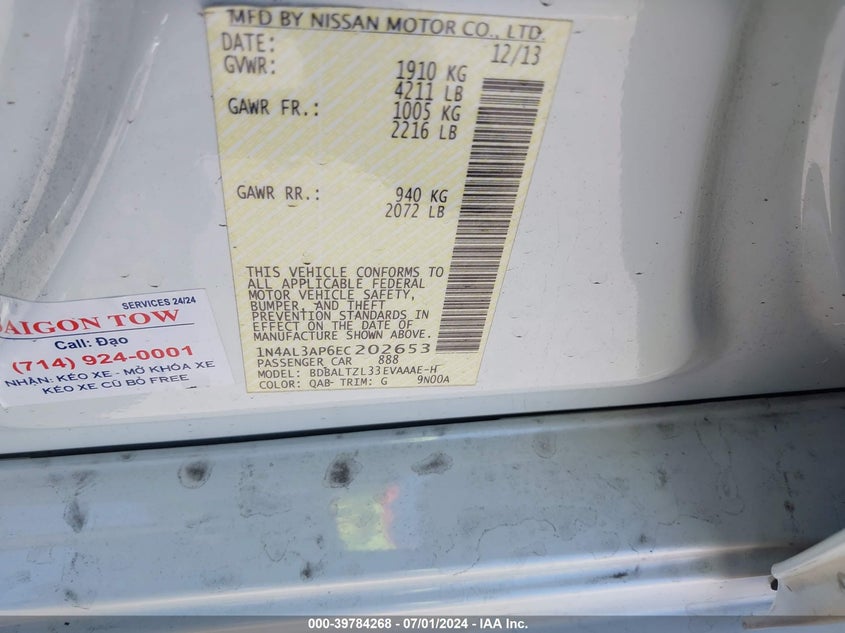 MFD BY NISSAN MOTOR CO., LTD.
DATE: 12/13
GVWR: 1910 KG
4211 LB
GAWR FR.: 1005 KG
2216 LB
GAWR RR.: 940 KG
2072 LB
THIS VEHICLE CONFORMS TO
ALL APPLICABLE FEDERAL
MOTOR VEHICLE SAFETY,
BUMPER, AND THEFT
PREVENTION STANDARDS IN
EFFECT ON THE DATE OF
MANUFACTURE SHOWN ABOVE.
1N4AL3AP6EC202653
PASSENGER CAR 888
MODEL: BDBALTZL33EVAAAE-H
COLOR: QAB- TRIM: G 9N00A
SERVICES 24/24
SAIGON TOW
Call: Đạo
(714) 924-0001
NHẬN: KÉO XE - MỞ KHÓA XE
KÉO XE CŨ BỎ FREE
000-39784268 - 07/01/2024 - IAA Inc.